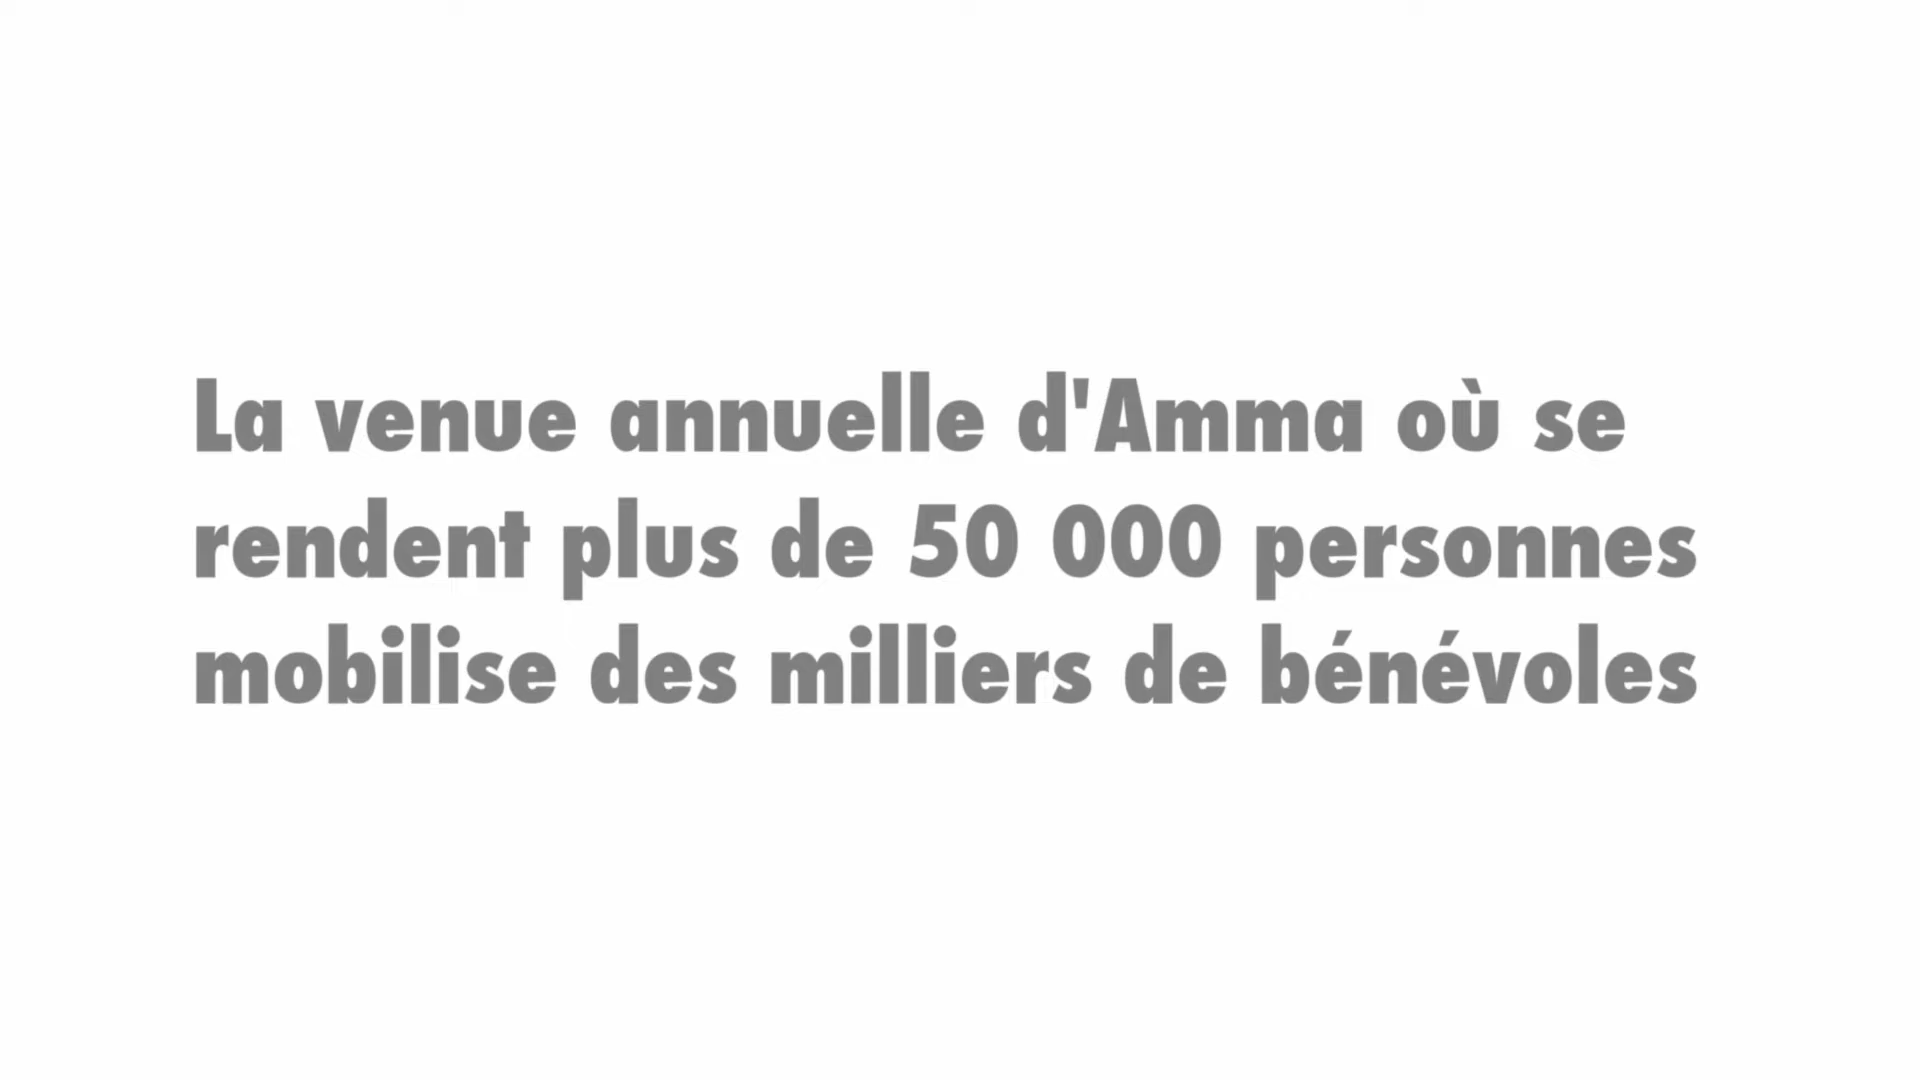 La venue annuelle d'Amma où se
rendent plus de 50 000 personnes
mobilise des milliers de bénévoles